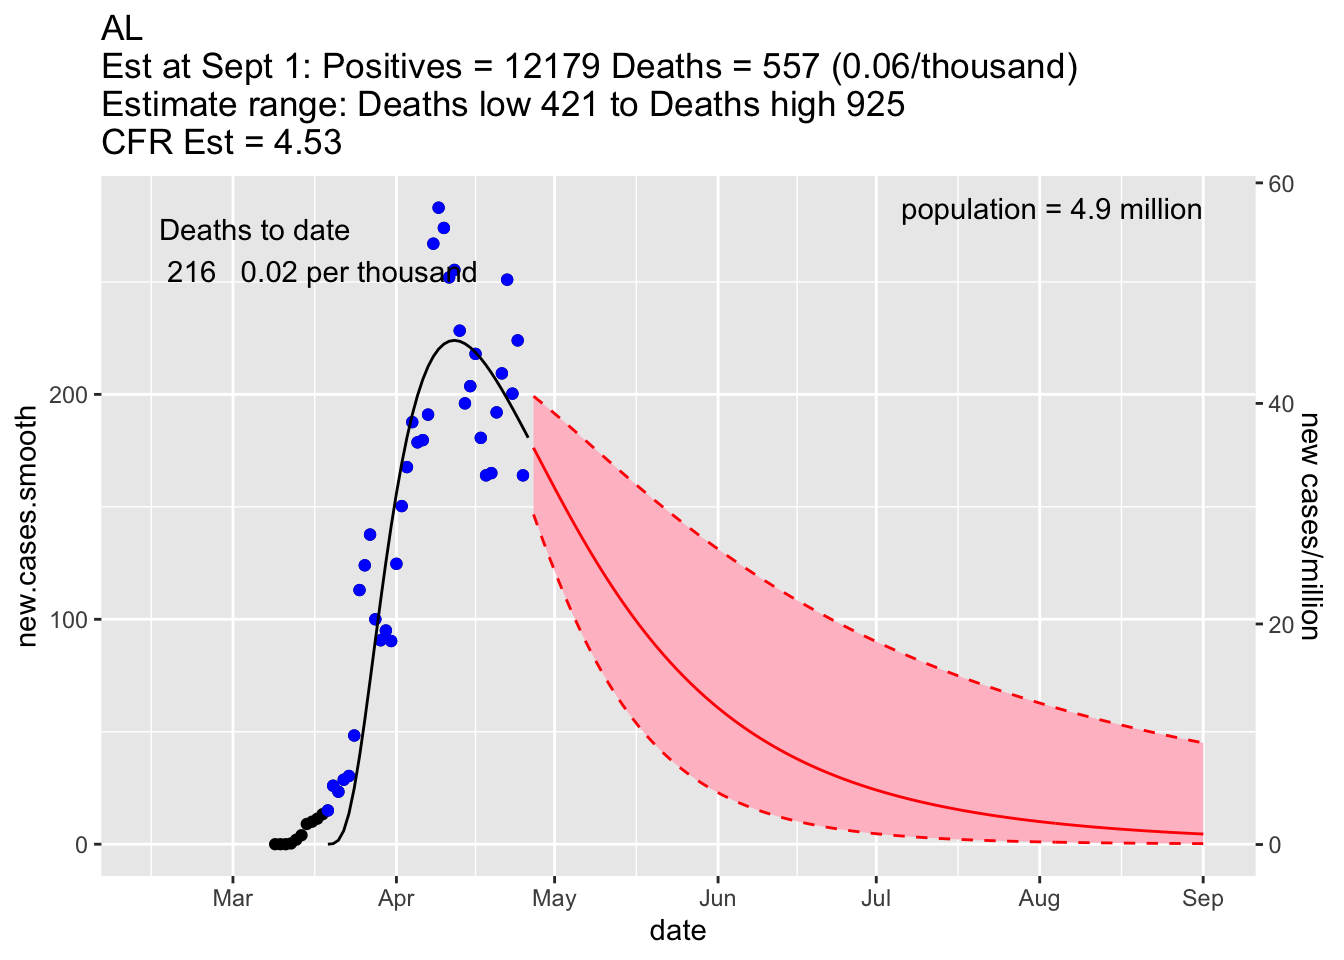 AL
Est at Sept 1: Positives = 12179 Deaths = 557 (0.06/thousand)
Estimate range: Deaths low 421 to Deaths high 925
CFR Est = 4.53
60
population = 4.9 million
Deaths to date
216 0.02 per thousand
200
40
new.cases.smooth
new cases/million
100
20
0
0
Mar
Apr
May
Jun
Jul
Aug
Sep
date